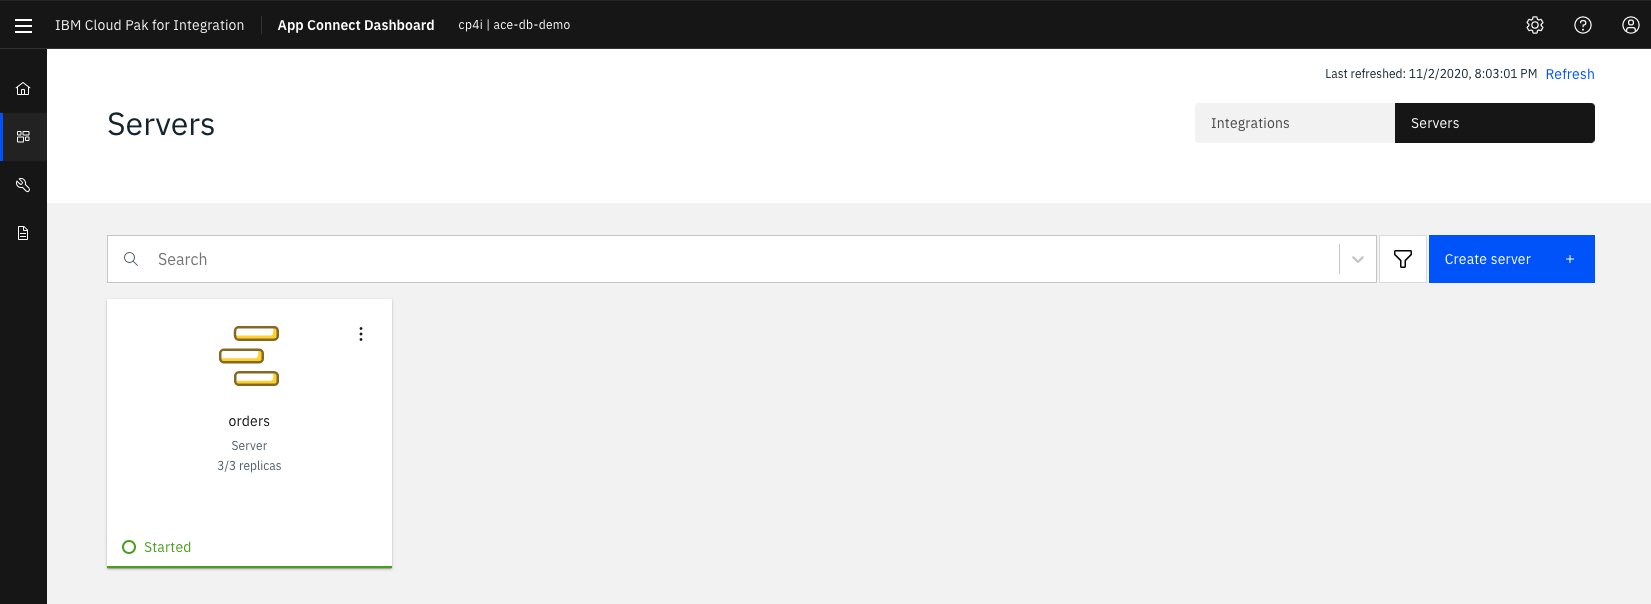 IBM Cloud Pak for Integration
App Connect Dashboard
cp4i | ace-db-demo
Last refreshed: 11/2/2020, 8:03:01 PM Refresh
Servers
Integrations
Servers
Search
Create server +
orders
Server
3/3 replicas
Started